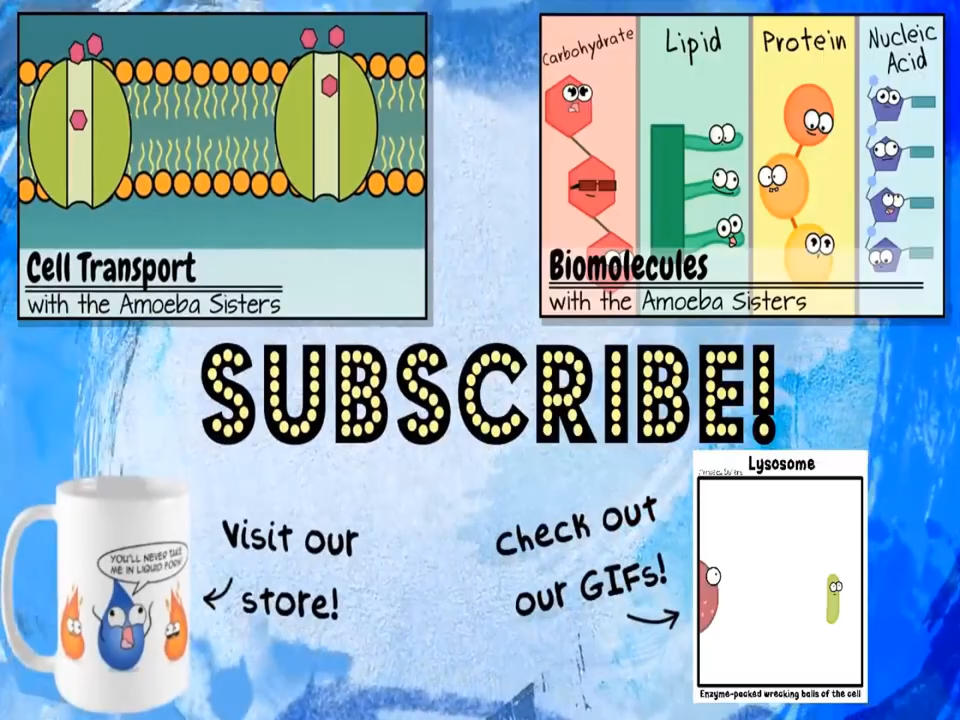 Cell Transport
with the Amoeba Sisters
Carbohydrate
Lipid
Protein
Nucleic
Acid
Biomolecules
with the Amoeba Sisters
SUBSCRIBE!
YOU'LL NEVER TAKE
ME IN LIQUID FORM!
Visit our
store!
check out
our GIFs!
Lysosome
Amoeba Sisters
Enzyme-packed wrecking balls of the cell